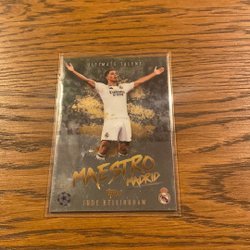 ULTIMATE TALENT
MAESTRO
MADRID
JUDE BELLINGHAM